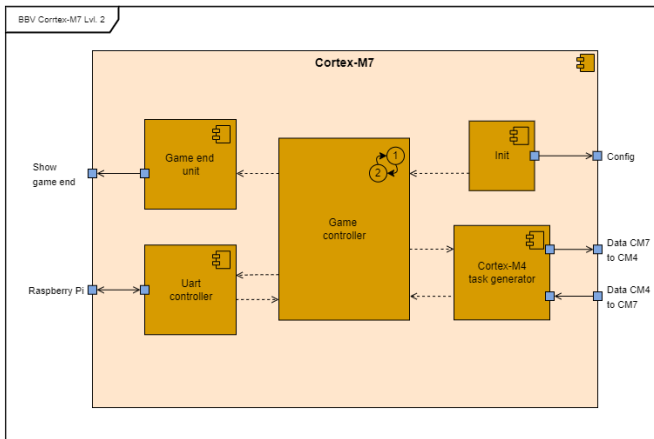 BBV Corrtex-M7 Lvl. 2
Cortex-M7
Game end
unit
Init
Show
game end
Config
1
2
Game
controller
Cortex-M4
task generator
Data CM7
to CM4
Uart
controller
Raspberry Pi
Data CM4
to CM7